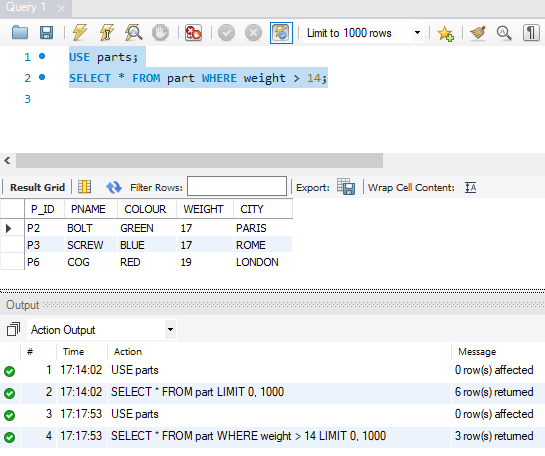 Query 1
Limit to 1000 rows
1 USE parts;
2 SELECT * FROM part WHERE weight > 14;
3
Result Grid Filter Rows: Export: Wrap Cell Content:
P_ID PNAME COLOUR WEIGHT CITY
P2 BOLT GREEN 17 PARIS
P3 SCREW BLUE 17 ROME
P6 COG RED 19 LONDON
Output
Action Output
# Time Action Message
1 17:14:02 USE parts 0 row(s) affected
2 17:14:02 SELECT * FROM part LIMIT 0, 1000 6 row(s) returned
3 17:17:53 USE parts 0 row(s) affected
4 17:17:53 SELECT * FROM part WHERE weight > 14 LIMIT 0, 1000 3 row(s) returned